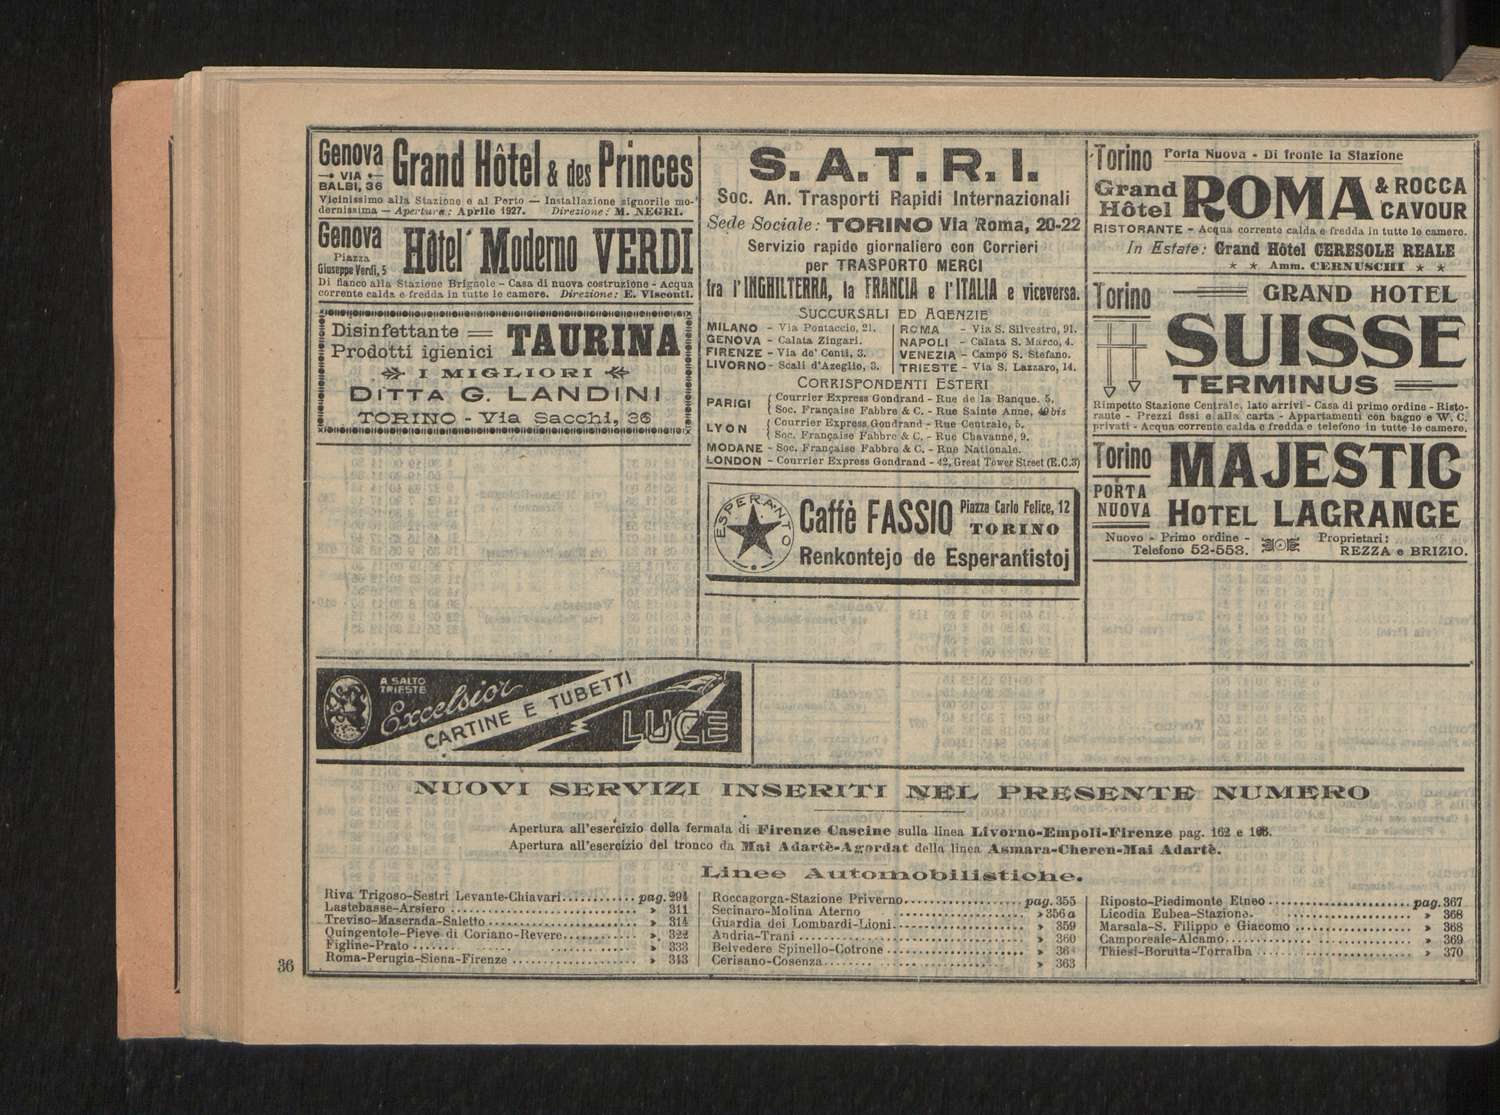 Genova
VIA
BALBI, 36
Grand Hôtel & des Princes
Vicinissimo alla Stazione e al Porto — Installazione signorile mo-
dernissima — Apertura: Aprile 1927. Direzione: M. NEGRI.
Genova
Piazza
Giuseppe Verdi, 5
Hôtel Moderno VERDI
Di fianco alla Stazione Brignole - Casa di nuova costruzione - Acqua
corrente calda e fredda in tutte le camere. Direzione: E. Visconti.
Disinfettante
Prodotti igienici
TAURINA
I MIGLIORI
DITTA G. LANDINI
TORINO - Via Sacchi, 36
S. A. T. R. I.
Soc. An. Trasporti Rapidi Internazionali
Sede Sociale: TORINO Via Roma, 20-22
Servizio rapido giornaliero con Corrieri
per TRASPORTO MERCI
fra l'INGHILTERRA, la FRANCIA e l'ITALIA e viceversa.
SUCCURSALI ED AGENZIE
MILANO - Via Pontaccio, 21.
GENOVA - Calata Zingari.
FIRENZE - Via de' Conti, 3.
LIVORNO - Scali d'Azeglio, 3.
ROMA - Via S. Silvestro, 91.
NAPOLI - Calata S. Marco, 4.
VENEZIA - Campo S. Stefano.
TRIESTE - Via S. Lazzaro, 14.
CORRISPONDENTI ESTERI
PARIGI
Courrier Express Gondrand - Rue de la Banque. 5.
Soc. Française Fabbre & C. - Rue Sainte Anne, 49 bis
LYON
Courrier Express Gondrand - Rue Centrale, 5.
Soc. Française Fabbre & C. - Rue Chavanne, 9.
MODANE - Soc. Française Fabbre & C. - Rue Nationale.
LONDON - Courrier Express Gondrand - 42, Great Tower Street (E.C.3)
ESPERANTO
Caffè FASSIO
Piazza Carlo Felice, 12
TORINO
Renkontejo de Esperantistoj
Torino
Porta Nuova - Di fronte la Stazione
Grand
Hôtel
ROMA
& ROCCA
CAVOUR
RISTORANTE - Acqua corrente calda e fredda in tutte le camere.
In Estate: Grand Hôtel CERESOLE REALE
Amm. CERNUSCHI
Torino
GRAND HOTEL
SUISSE
TERMINUS
Rimpetto Stazione Centrale, lato arrivi - Casa di primo ordine - Risto-
rante - Prezzi fissi e alla carta - Appartamenti con bagno e W. C.
privati - Acqua corrente calda e fredda e telefono in tutte le camere.
Torino
PORTA
NUOVA
MAJESTIC
HOTEL LAGRANGE
Nuovo - Primo ordine -
Telefono 52-553.
Proprietari:
REZZA e BRIZIO.
A SALTO
TRIESTE
Excelsior
CARTINE E TUBETTI
LUCE
NUOVI SERVIZI INSERITI NEL PRESENTE NUMERO
Apertura all'esercizio della fermata di Firenze Cascine sulla linea Livorno-Empoli-Firenze pag. 162 e 168.
Apertura all'esercizio del tronco da Mai Adartè-Agordat della linea Asmara-Cheren-Mai Adartè.
Linee Automobilistiche.
Riva Trigoso-Sestri Levante-Chiavari............ pag. 294
Lastebasse-Arsiero .............................. » 311
Treviso-Maserada-Saletto ........................ » 314
Quingentole-Pieve di Coriano-Revere............. » 322
Figline-Prato ................................... » 333
Roma-Perugia-Siena-Firenze ..................... » 343
Roccagorga-Stazione Priverno.................... pag. 355
Secinaro-Molina Aterno ......................... » 356 a
Guardia dei Lombardi-Lioni...................... » 359
Andria-Trani .................................... » 360
Belvedere Spinello-Cotrone ..................... »
Cerisano-Cosenza................................ » 363
Riposto-Piedimonte Etneo ....................... pag. 367
Licodia Eubea-Stazione.......................... » 368
Marsala-S. Filippo e Giacomo ................... » 368
Camporeale-Alcamo............................... » 369
Thiesi-Borutta-Torralba ........................ » 370
36